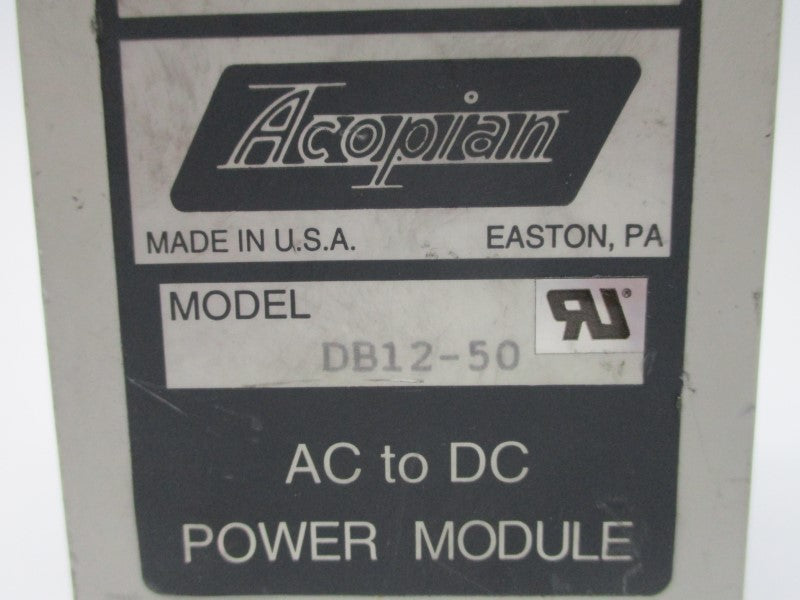 Acopian
MADE IN U.S.A. EASTON, PA
MODEL
DB12-50
AC to DC
POWER MODULE